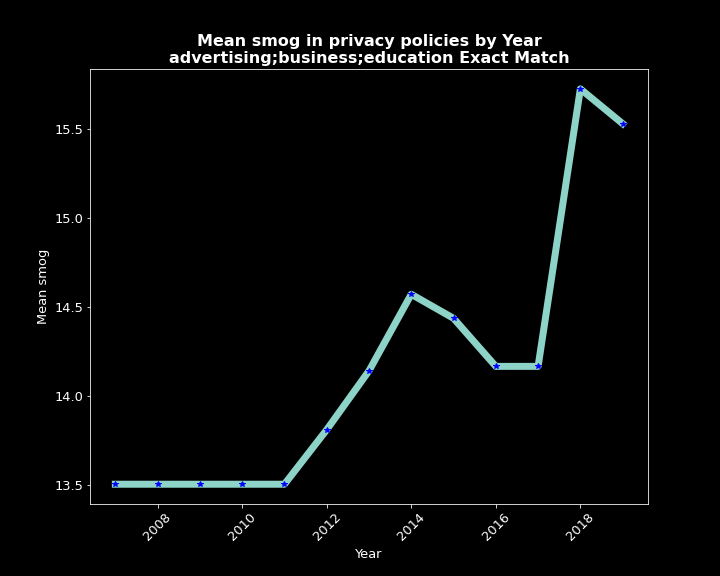 Mean smog in privacy policies by Year
advertising;business;education Exact Match
Mean smog
15.5
15.0
14.5
14.0
13.5
2008
2010
2012
2014
2016
2018
Year